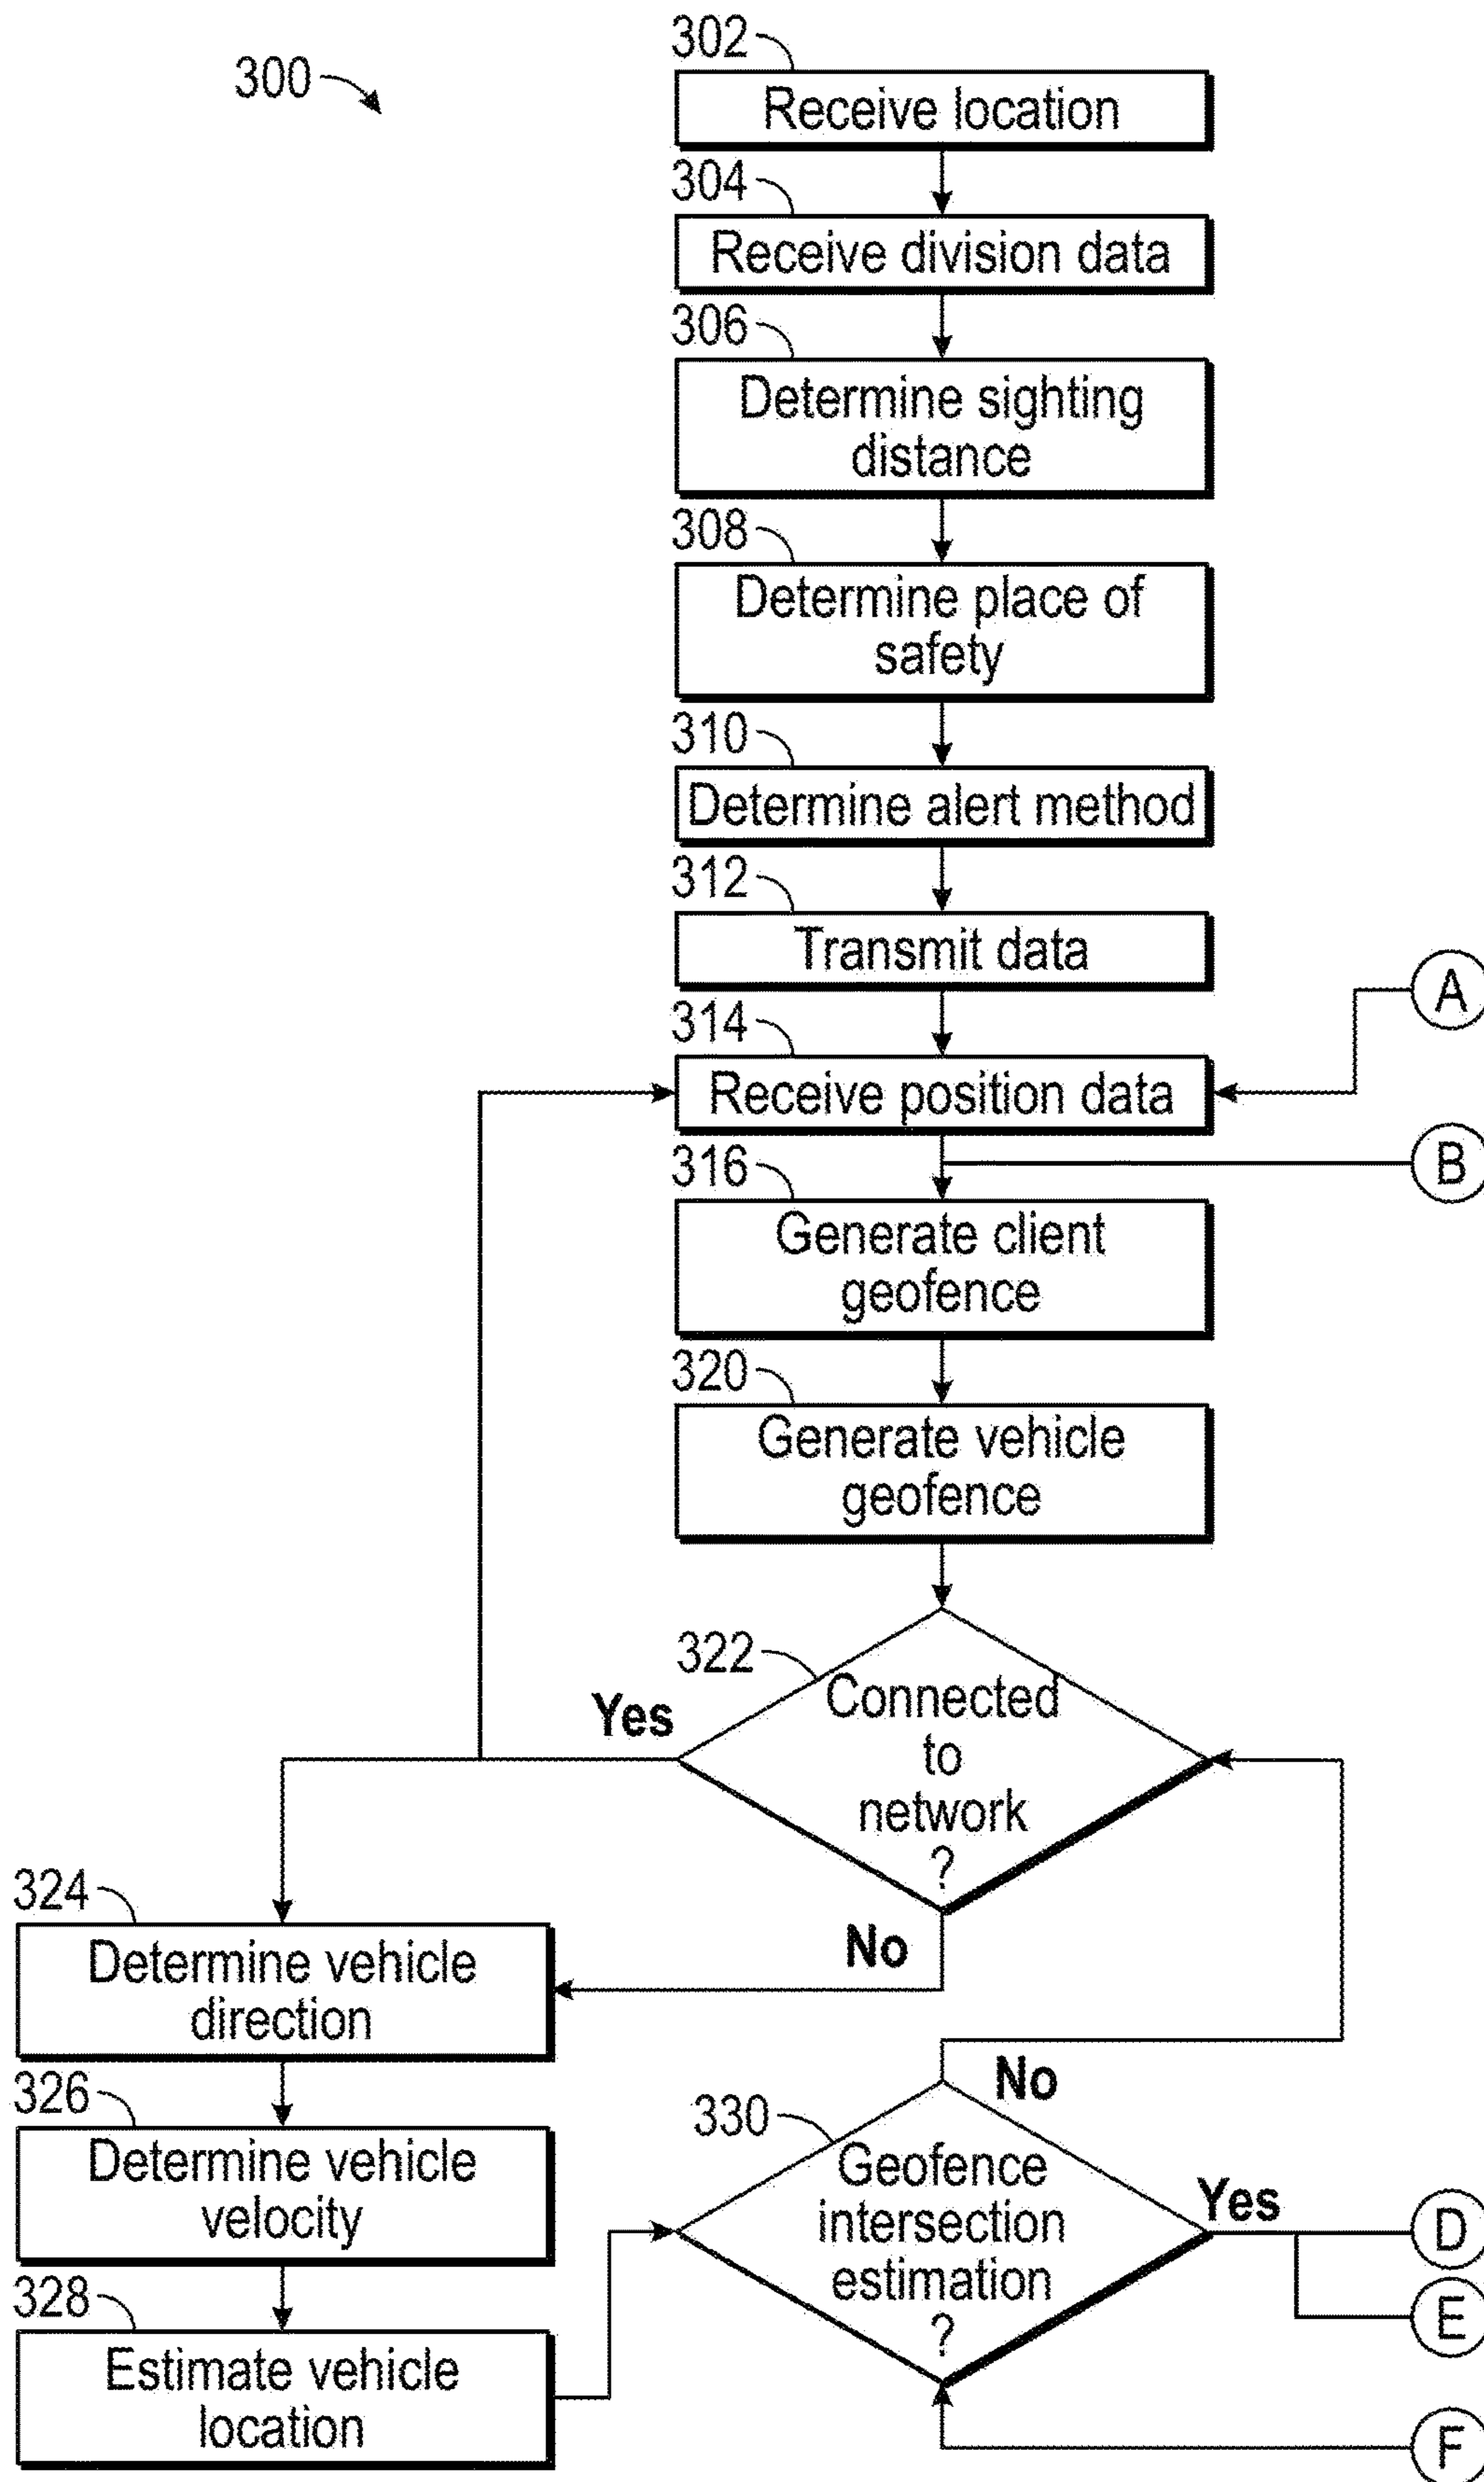 300
302
Receive location
304
Receive division data
306
Determine sighting
distance
308
Determine place of
safety
310
Determine alert method
312
Transmit data
A
314
Receive position data
B
316
Generate client
geofence
320
Generate vehicle
geofence
322
Connected
to
network
?
Yes
No
324
Determine vehicle
direction
326
Determine vehicle
velocity
328
Estimate vehicle
location
330
Geofence
intersection
estimation
?
No
Yes
D
E
F